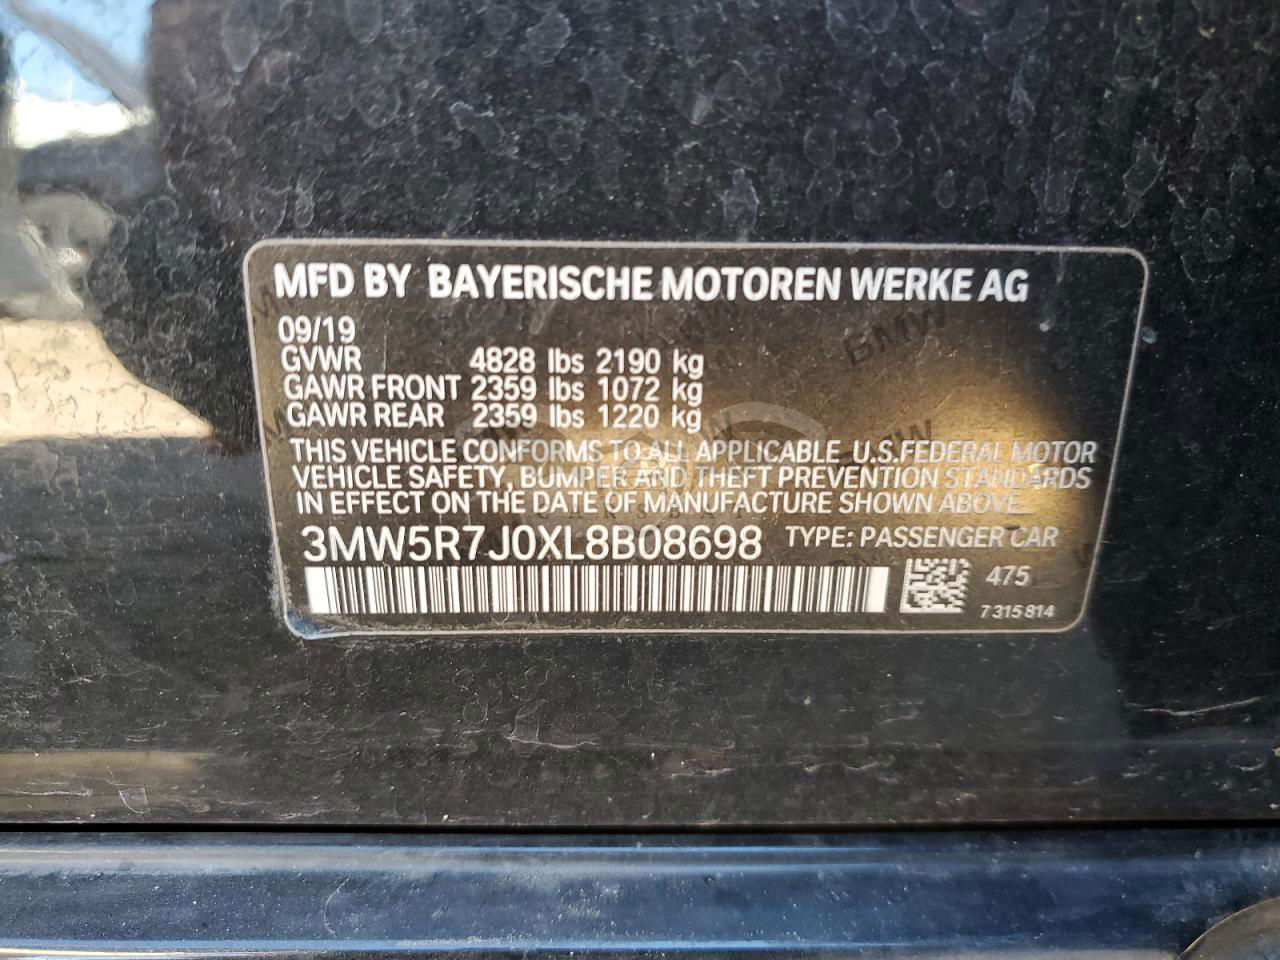 MFD BY BAYERISCHE MOTOREN WERKE AG
09/19
GVWR 4828 lbs 2190 kg
GAWR FRONT 2359 lbs 1072 kg
GAWR REAR 2359 lbs 1220 kg
THIS VEHICLE CONFORMS TO ALL APPLICABLE U.S.FEDERAL MOTOR
VEHICLE SAFETY, BUMPER AND THEFT PREVENTION STANDARDS
IN EFFECT ON THE DATE OF MANUFACTURE SHOWN ABOVE.
3MW5R7J0XL8B08698 TYPE: PASSENGER CAR
475
7 315 814
BMW